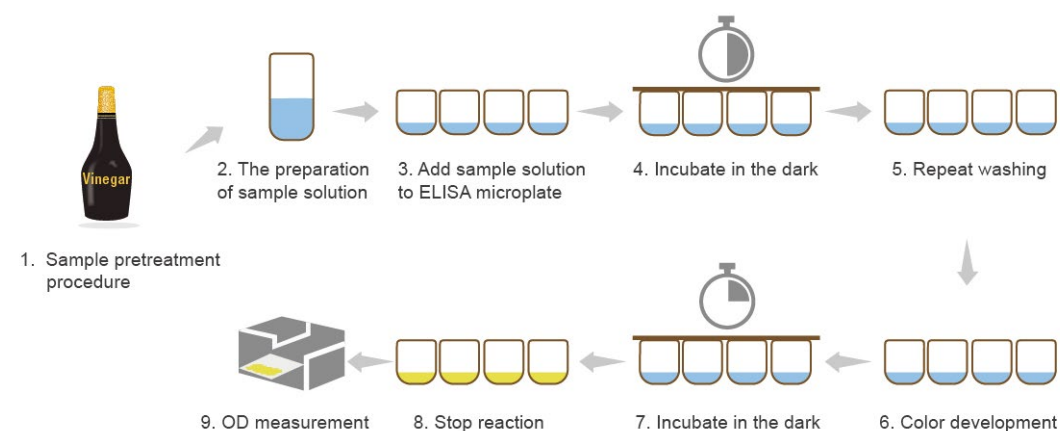 Vinegar
1. Sample pretreatment
procedure
2. The preparation
of sample solution
3. Add sample solution
to ELISA microplate
4. Incubate in the dark
5. Repeat washing
6. Color development
7. Incubate in the dark
8. Stop reaction
9. OD measurement